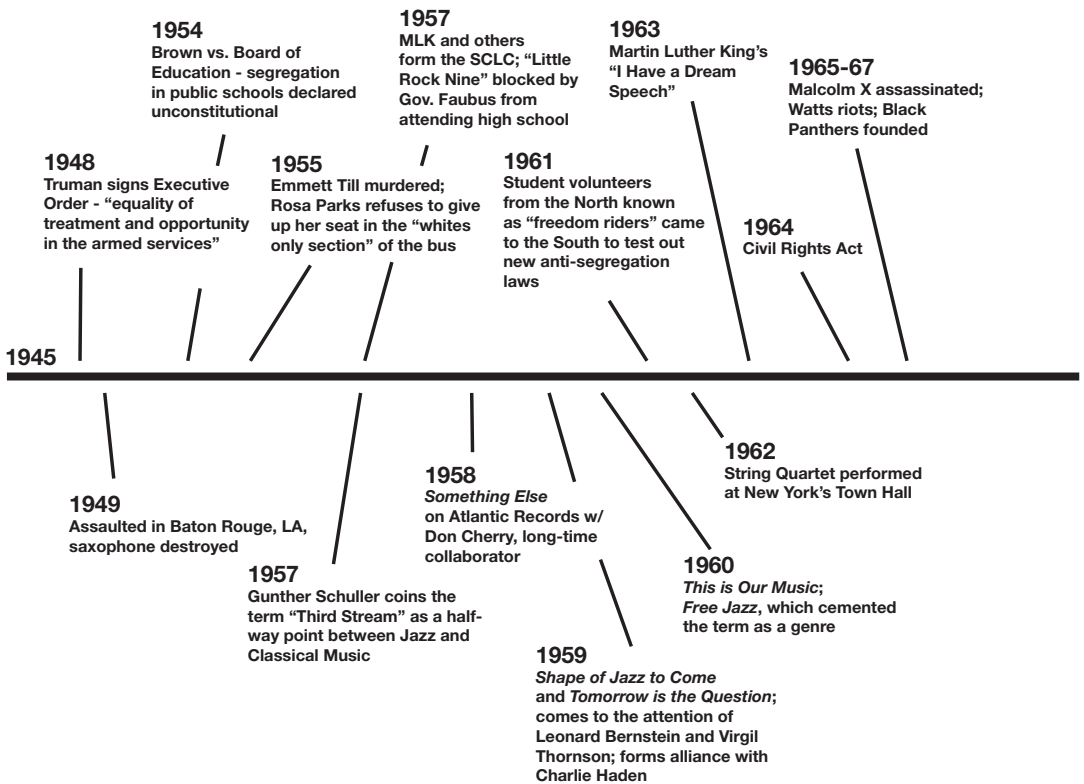 1954
Brown vs. Board of
Education - segregation
in public schools declared
unconstitutional
1957
MLK and others
form the SCLC; “Little
Rock Nine” blocked by
Gov. Faubus from
attending high school
1963
Martin Luther King’s
“I Have a Dream
Speech”
1965-67
Malcolm X assassinated;
Watts riots; Black
Panthers founded
1948
Truman signs Executive
Order - “equality of
treatment and opportunity
in the armed services”
1955
Emmett Till murdered;
Rosa Parks refuses to give
up her seat in the “whites
only section” of the bus
1961
Student volunteers
from the North known
as “freedom riders” came
to the South to test out
new anti-segregation
laws
1964
Civil Rights Act
1945
1949
Assaulted in Baton Rouge, LA,
saxophone destroyed
1957
Gunther Schuller coins the
term “Third Stream” as a half-
way point between Jazz and
Classical Music
1958
Something Else
on Atlantic Records w/
Don Cherry, long-time
collaborator
1959
Shape of Jazz to Come
and Tomorrow is the Question;
comes to the attention of
Leonard Bernstein and Virgil
Thornson; forms alliance with
Charlie Haden
1960
This is Our Music;
Free Jazz, which cemented
the term as a genre
1962
String Quartet performed
at New York’s Town Hall